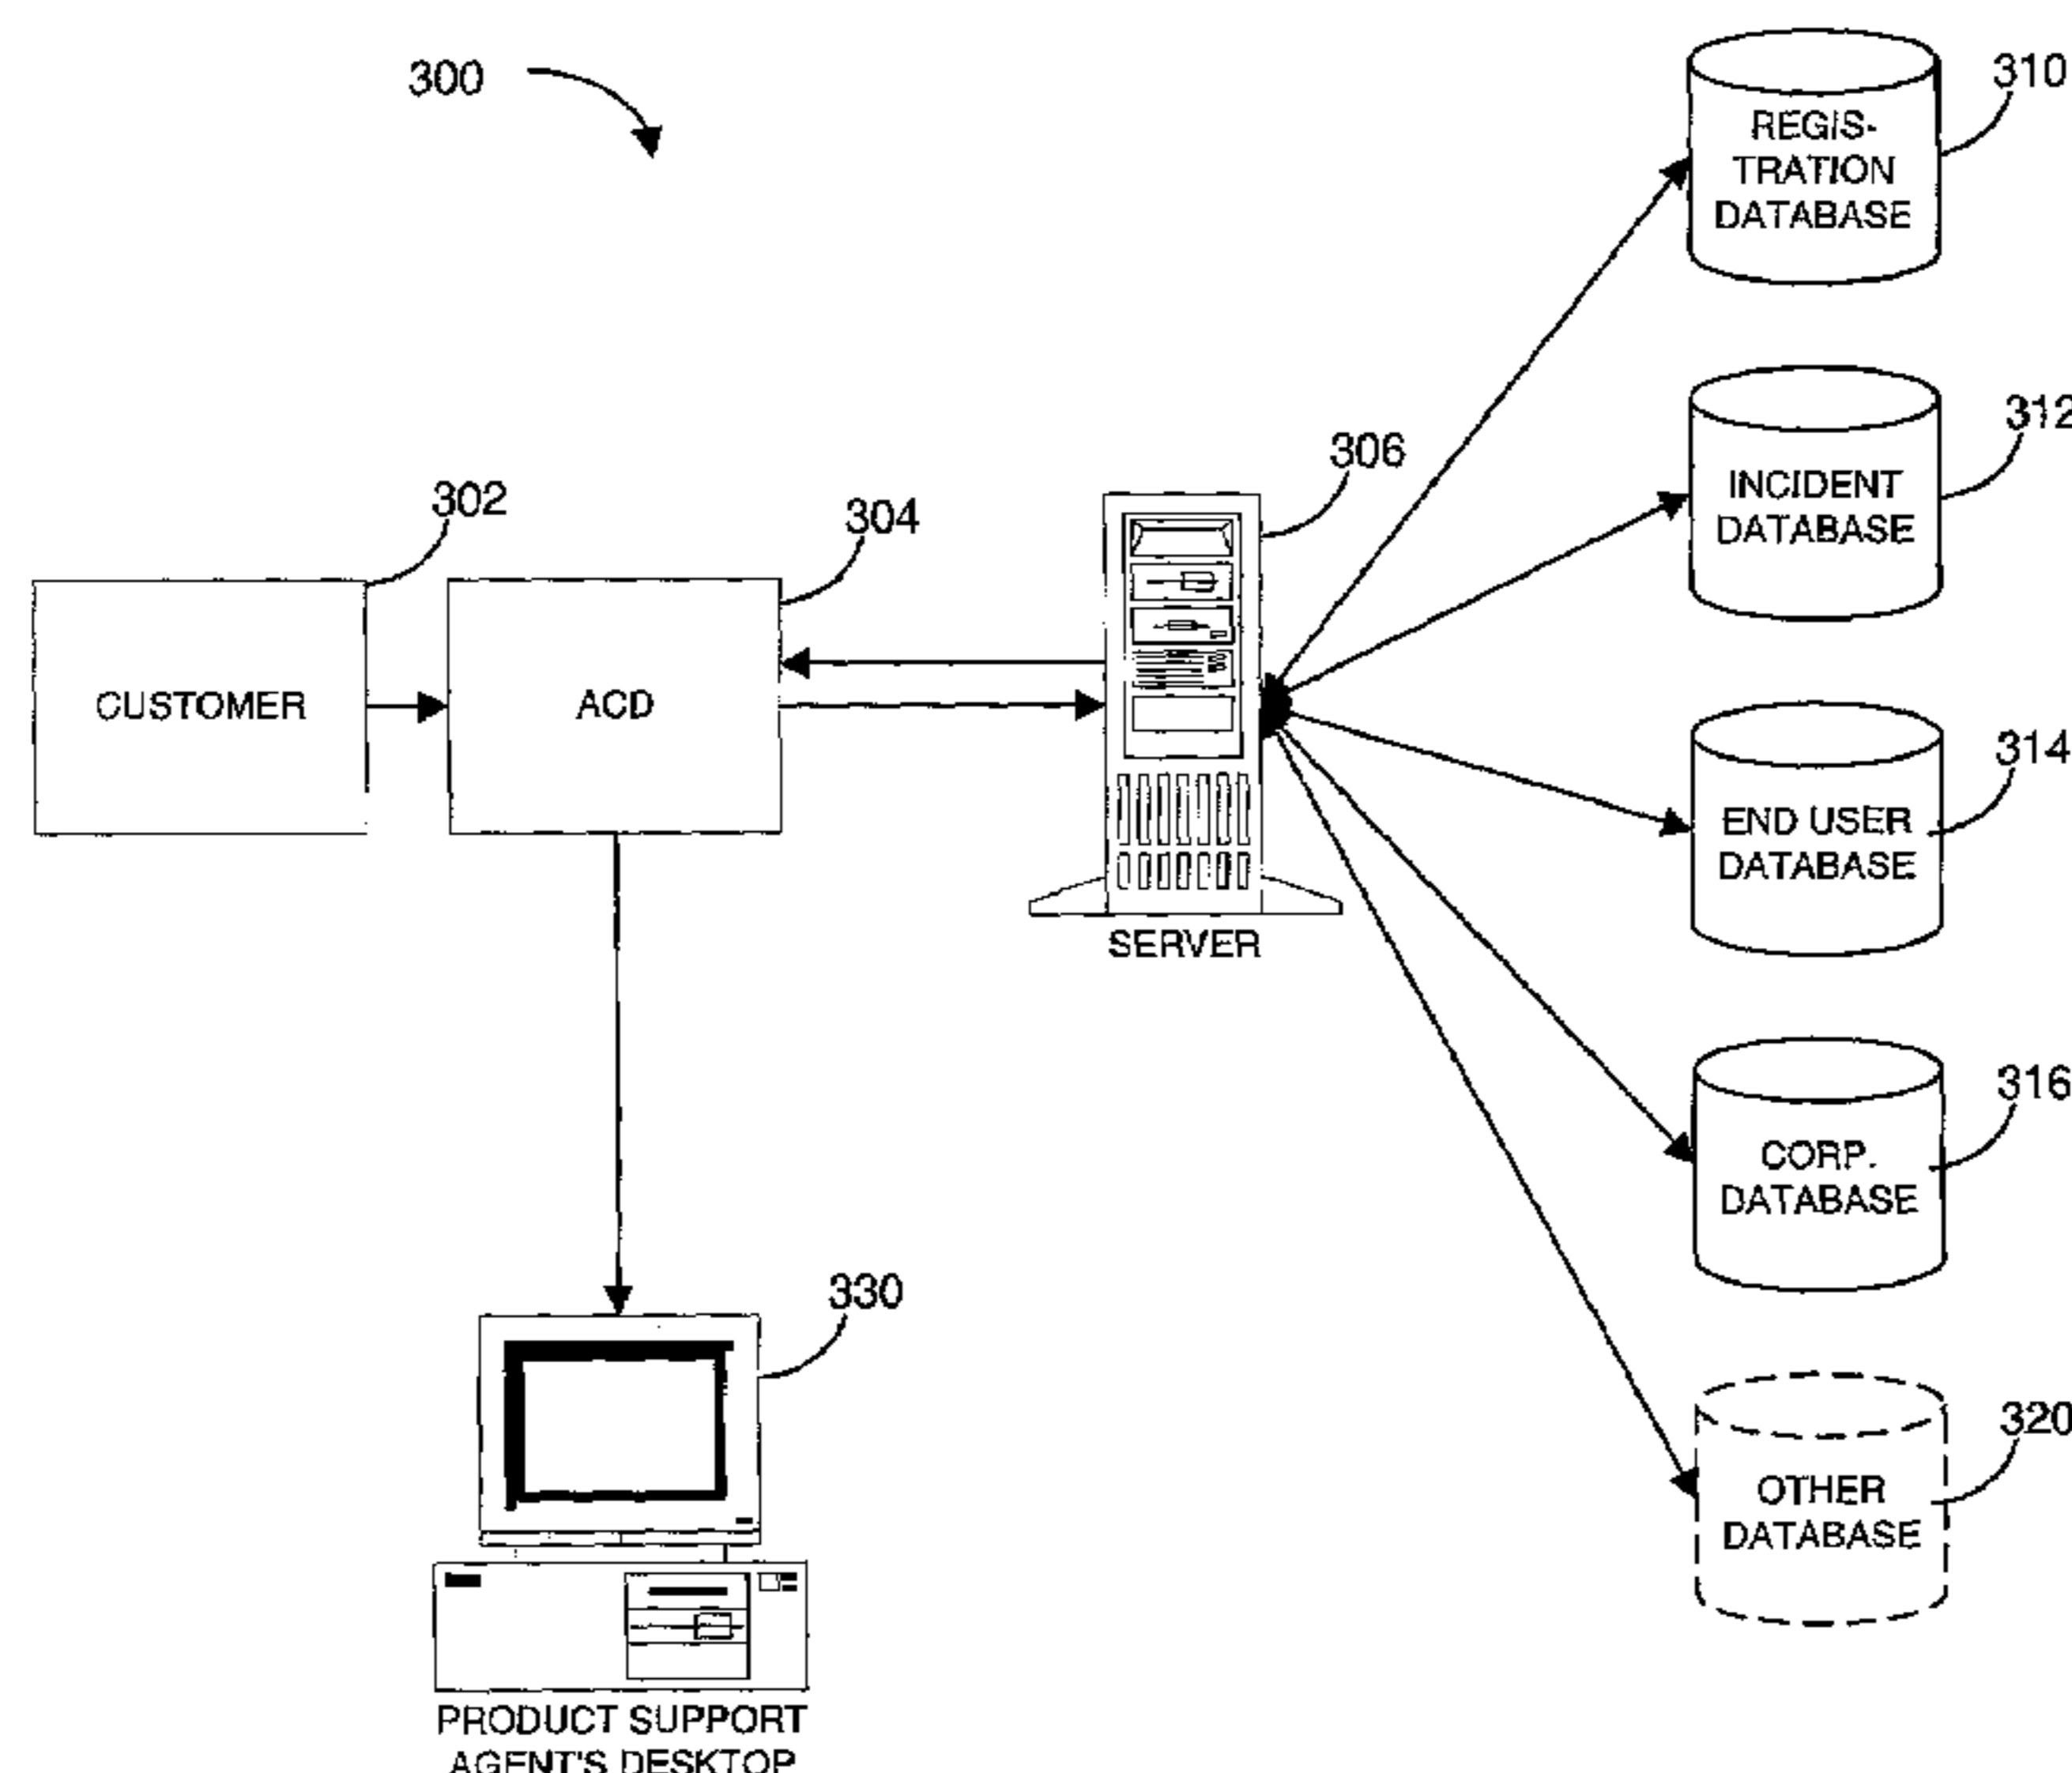 300
310
REGIS-
TRATION
DATABASE
312
INCIDENT
DATABASE
306
302
304
CUSTOMER
ACD
SERVER
314
END USER
DATABASE
316
CORP.
DATABASE
330
320
OTHER
DATABASE
PRODUCT SUPPORT
AGENT'S DESKTOP